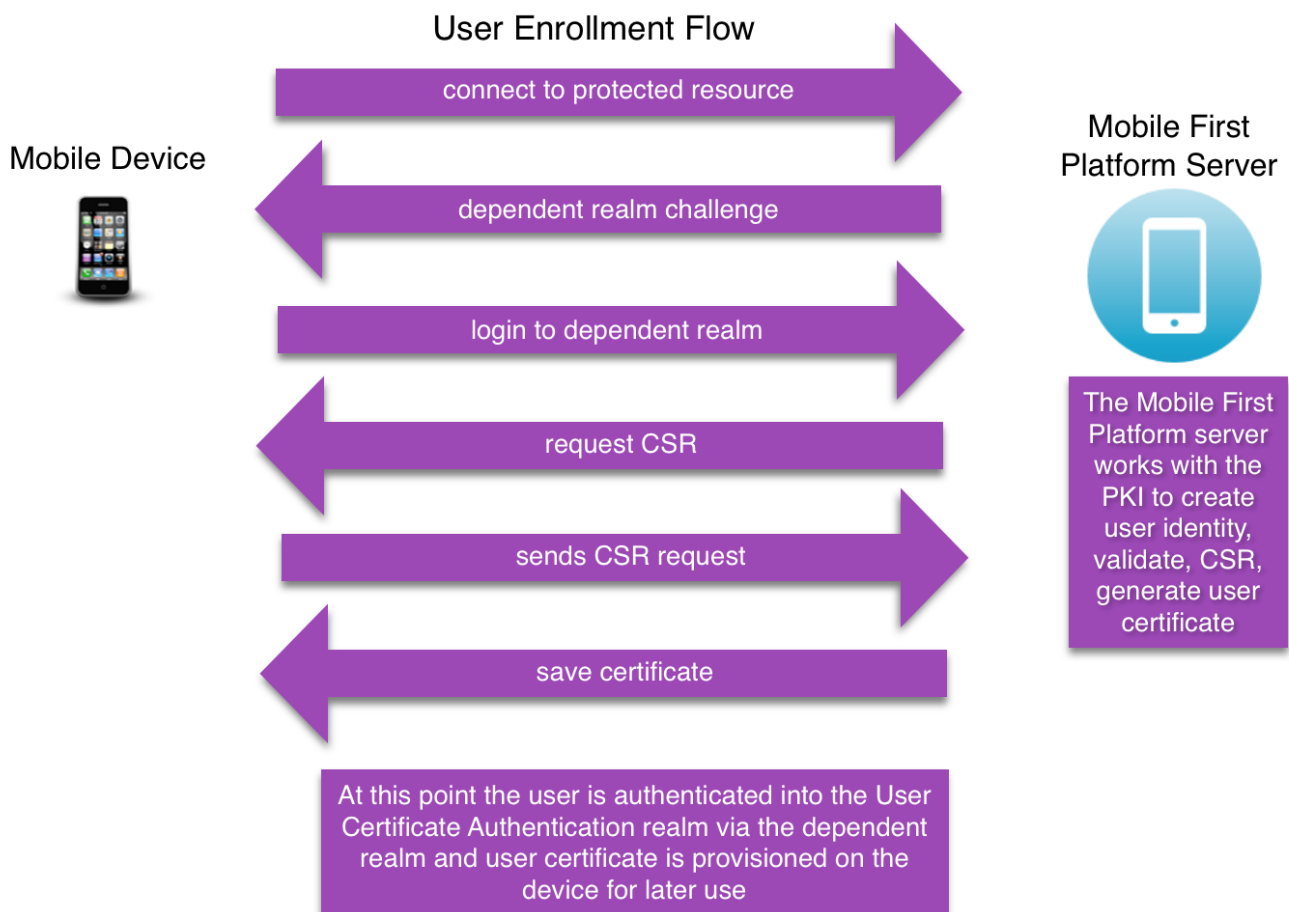 User Enrollment Flow
connect to protected resource
Mobile Device
Mobile First
Platform Server
dependent realm challenge
login to dependent realm
request CSR
sends CSR request
save certificate
The Mobile First
Platform server
works with the
PKI to create
user identity,
validate, CSR,
generate user
certificate
At this point the user is authenticated into the User
Certificate Authentication realm via the dependent
realm and user certificate is provisioned on the
device for later use